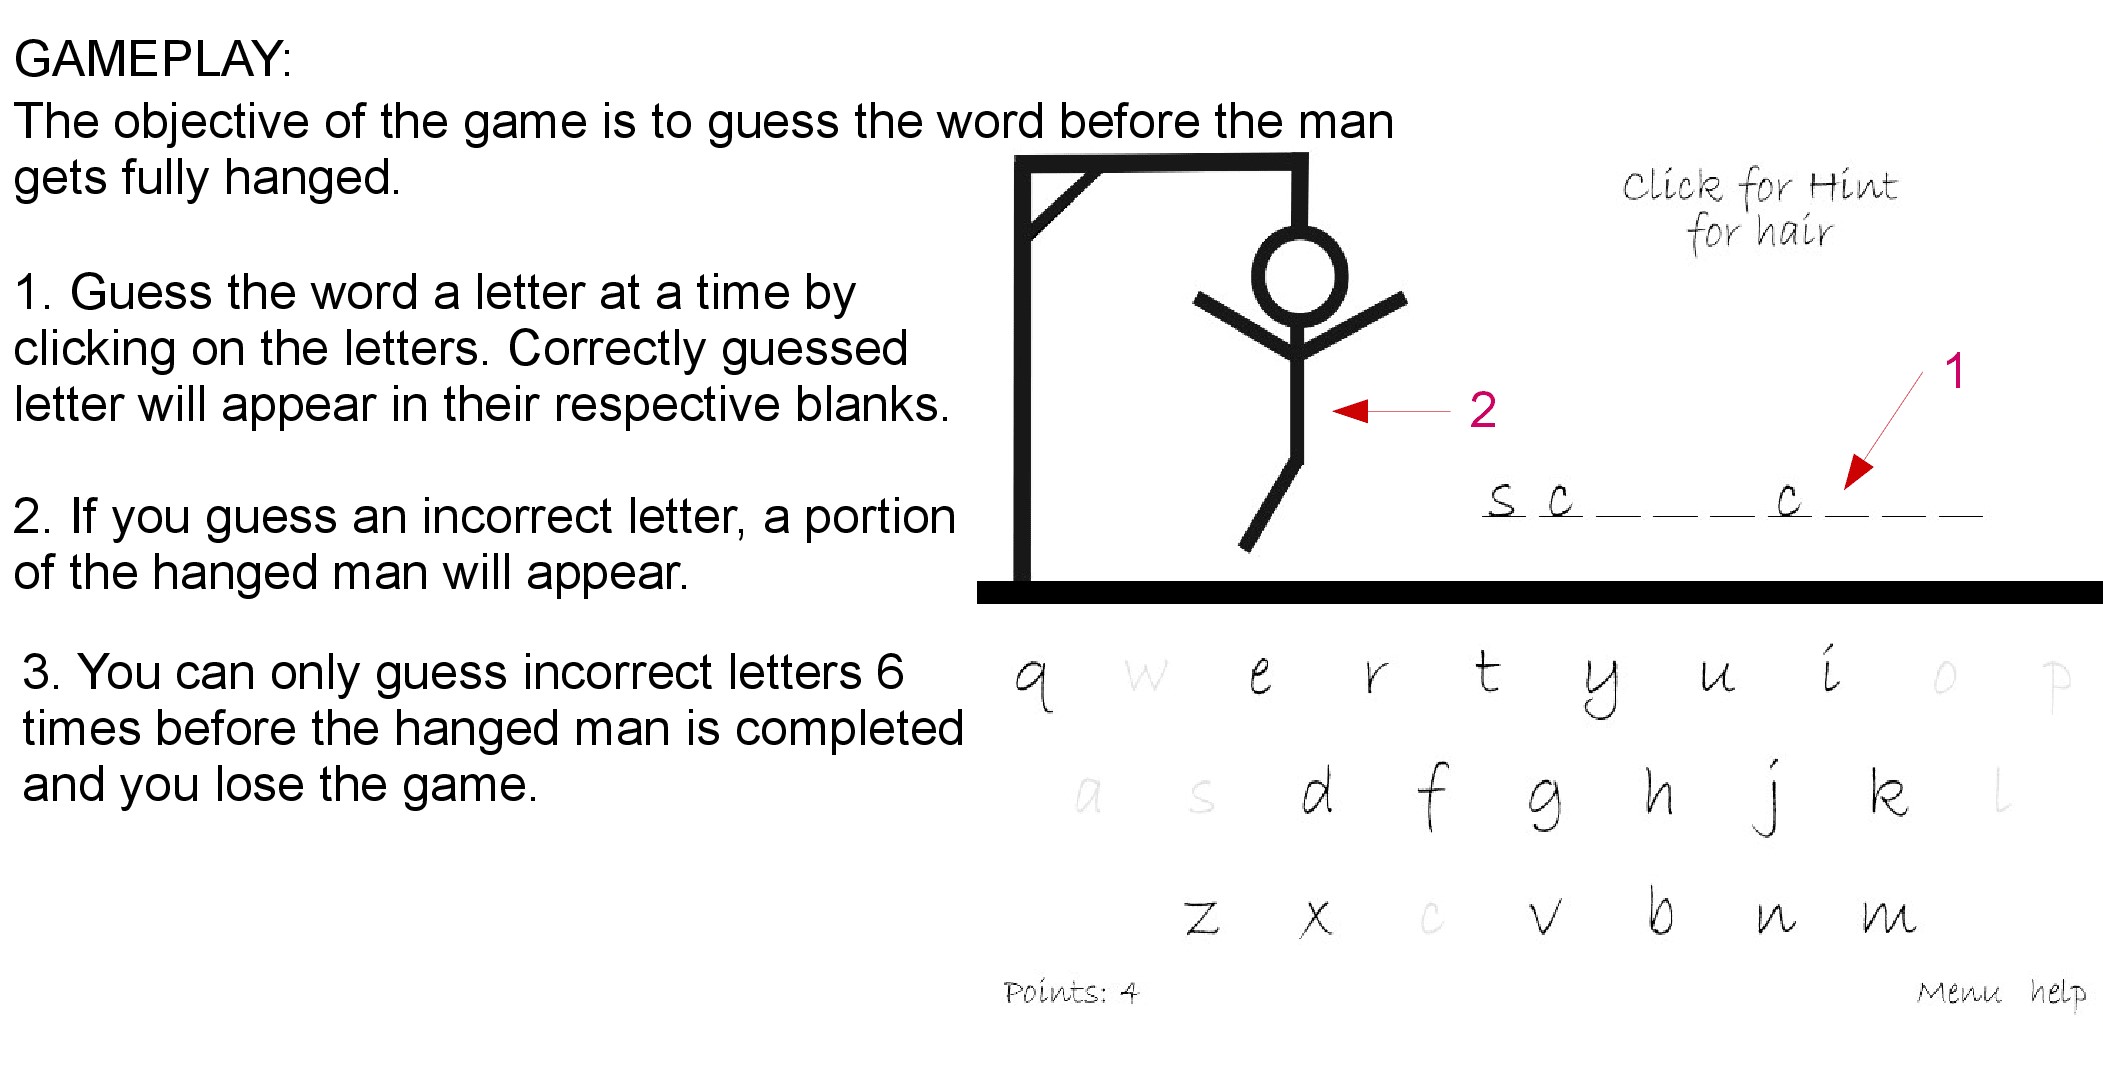 GAMEPLAY:
The objective of the game is to guess the word before the man
gets fully hanged.
1. Guess the word a letter at a time by
clicking on the letters. Correctly guessed
letter will appear in their respective blanks.
2. If you guess an incorrect letter, a portion
of the hanged man will appear.
3. You can only guess incorrect letters 6
times before the hanged man is completed
and you lose the game.
Click for Hint
for hair
1
2
s c _ _ _ c _ _ _
q w e r t y u i o p
a s d f g h j k l
z x c v b n m
Points: 4
Menu help